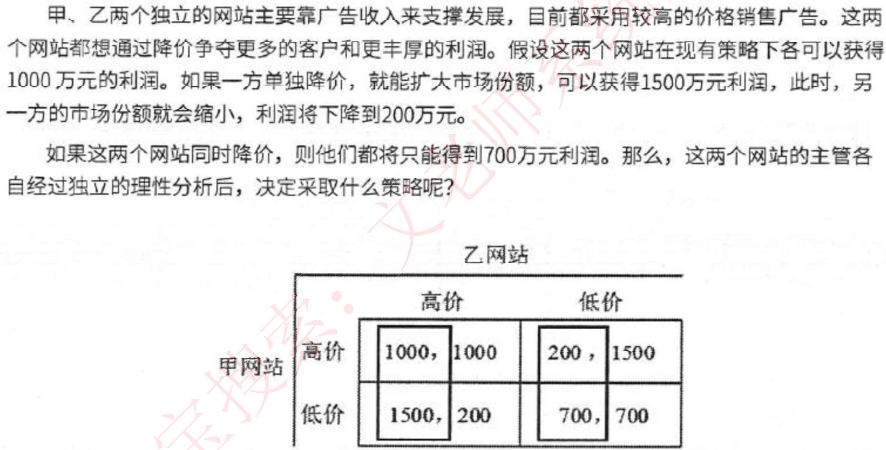 甲、乙两个独立的网站主要靠广告收入来支撑发展，目前都采用较高的价格销售广告。这两
个网站都想通过降价争夺更多的客户和更丰厚的利润。假设这两个网站在现有策略下各可以获得
1000万元的利润。如果一方单独降价，就能扩大市场份额，可以获得1500万元利润，此时，另
一方的市场份额就会缩小，利润将下降到200万元。
如果这两个网站同时降价，则他们都将只能得到700万元利润。那么，这两个网站的主管各
自经过独立的理性分析后，决定采取什么策略呢？
乙网站
高价 低价
甲网站 高价 1000， 1000 200， 1500
低价 1500， 200 700， 700
宝搜索：文老师